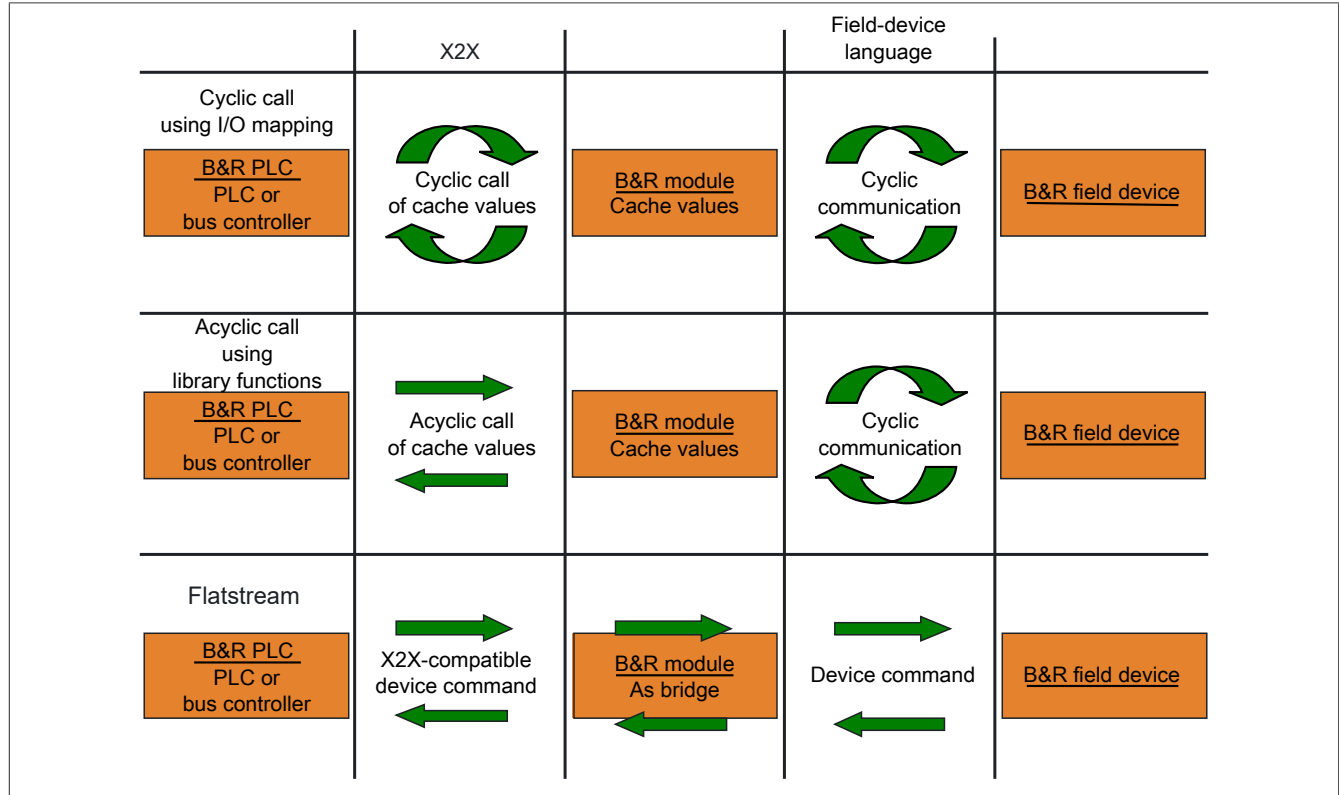 X2X
Field-device
language
Cyclic call
using I/O mapping
B&R PLC
PLC or
bus controller
Cyclic call
of cache values
B&R module
Cache values
Cyclic
communication
B&R field device
Acyclic call
using
library functions
B&R PLC
PLC or
bus controller
Acyclic call
of cache values
B&R module
Cache values
Cyclic
communication
B&R field device
Flatstream
B&R PLC
PLC or
bus controller
X2X-compatible
device command
B&R module
As bridge
Device command
B&R field device